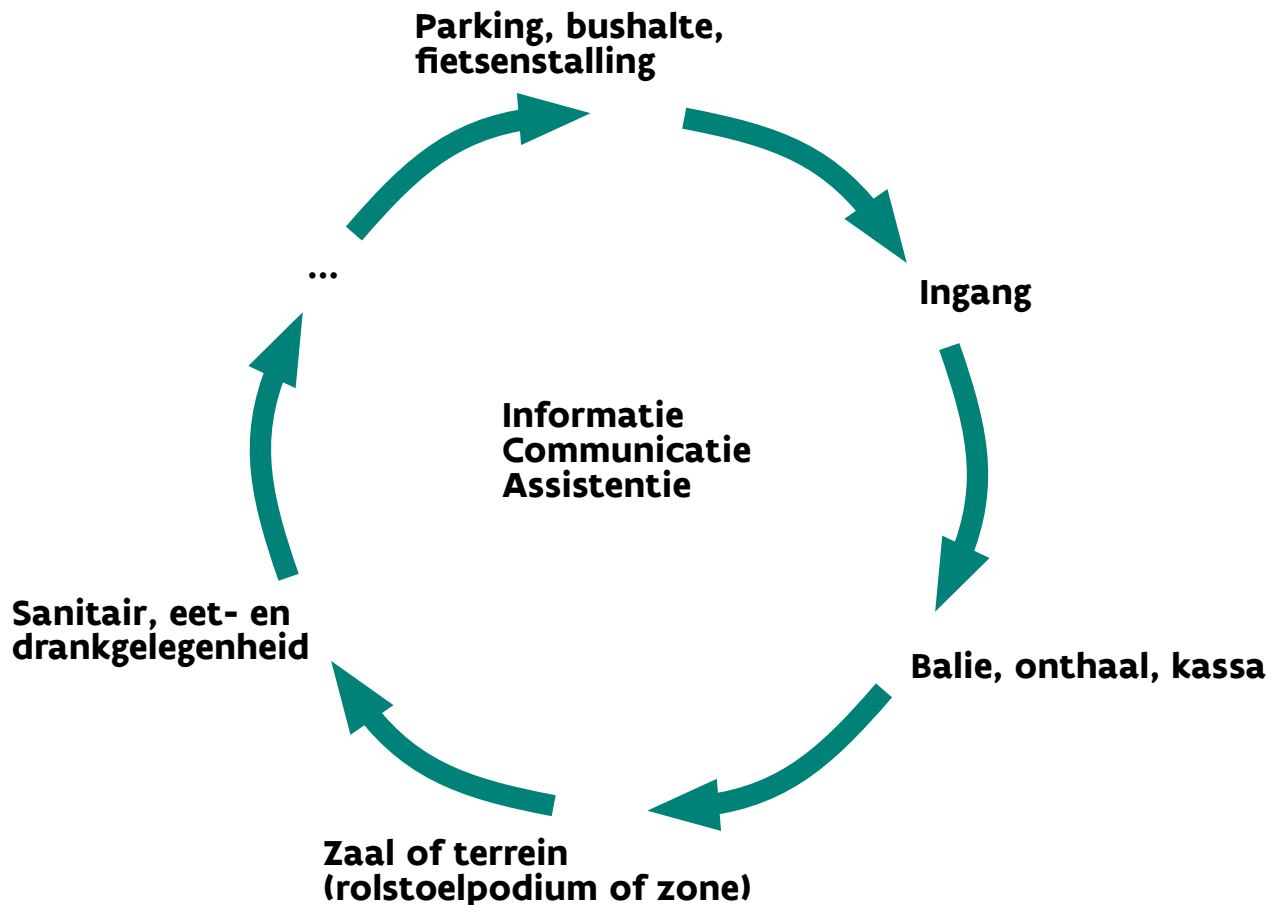 Parking, bushalte,
fietsenstalling
Ingang
Balie, onthaal, kassa
Zaal of terrein
(rolstoelpodium of zone)
Sanitair, eet- en
drankgelegenheid
...
Informatie
Communicatie
Assistentie